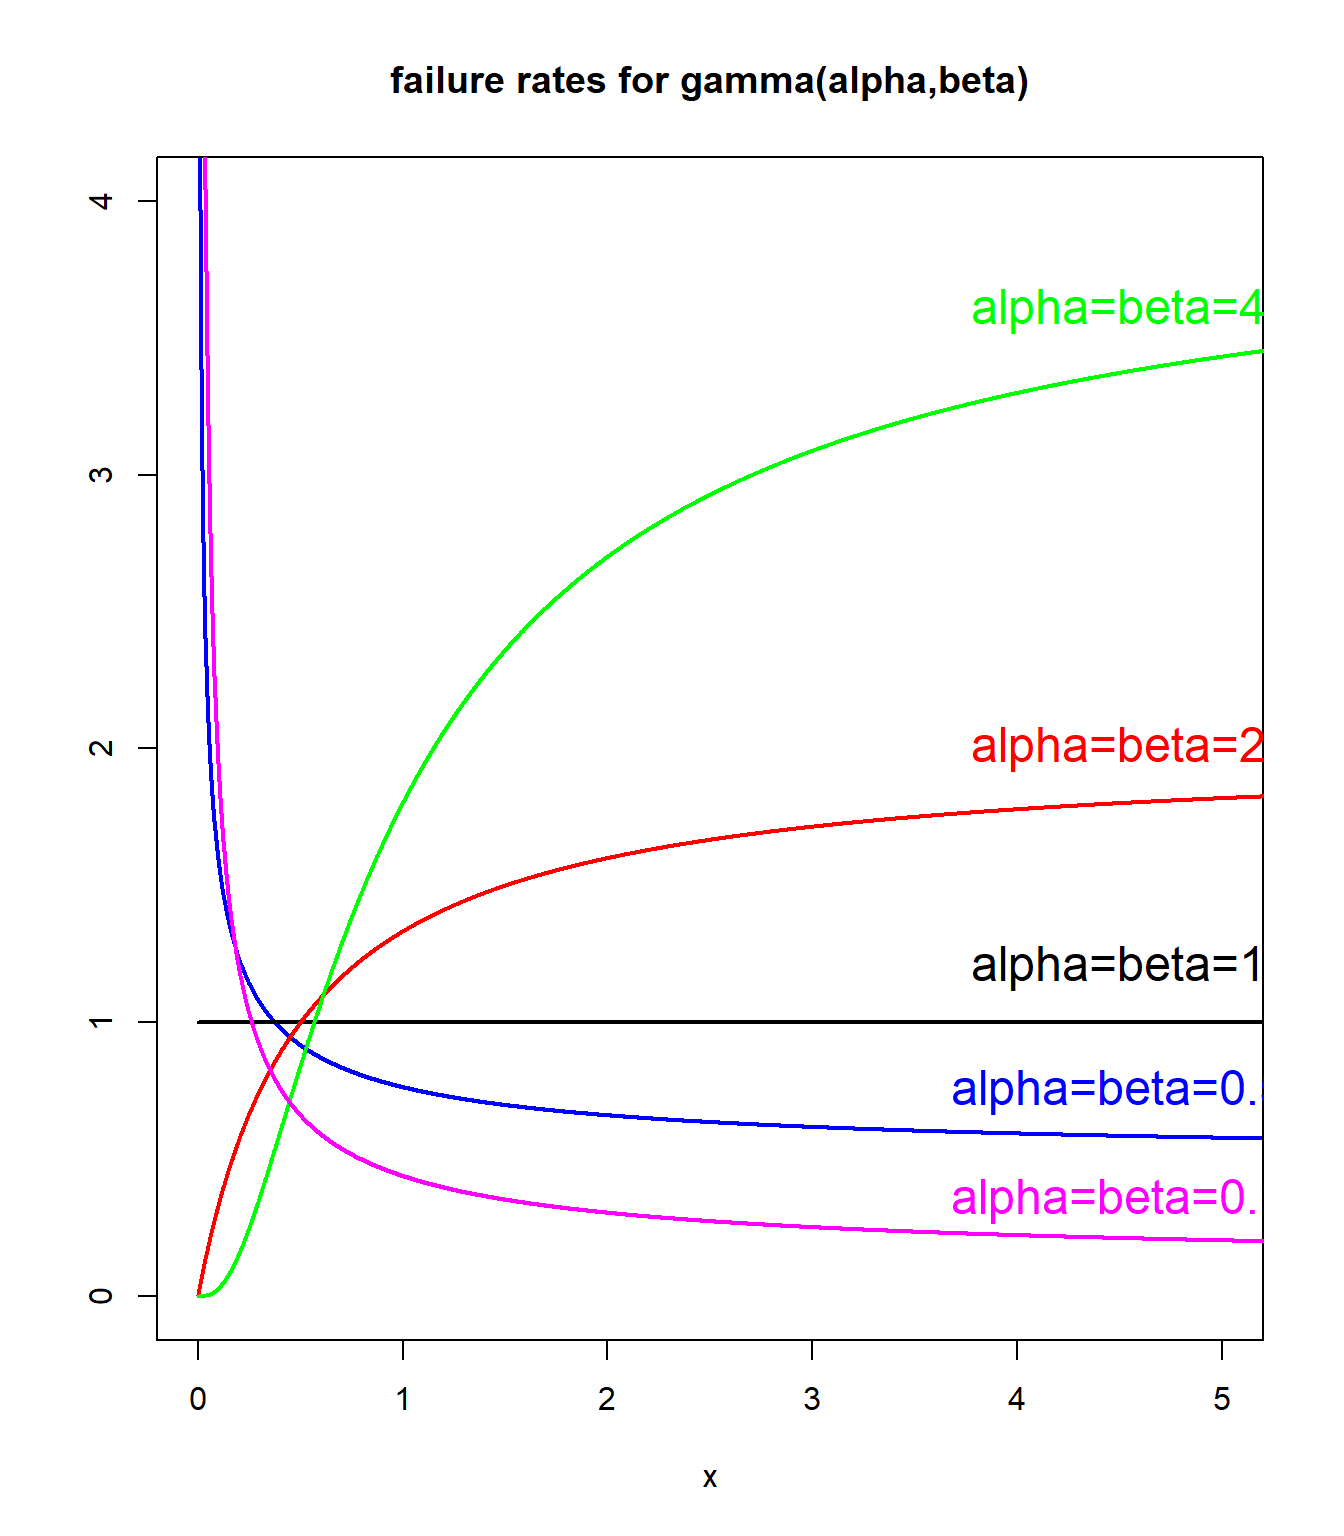 failure rates for gamma(alpha,beta)
4
3
2
1
0
alpha=beta=4
alpha=beta=2
alpha=beta=1
alpha=beta=0.
alpha=beta=0.
0 1 2 3 4 5
x